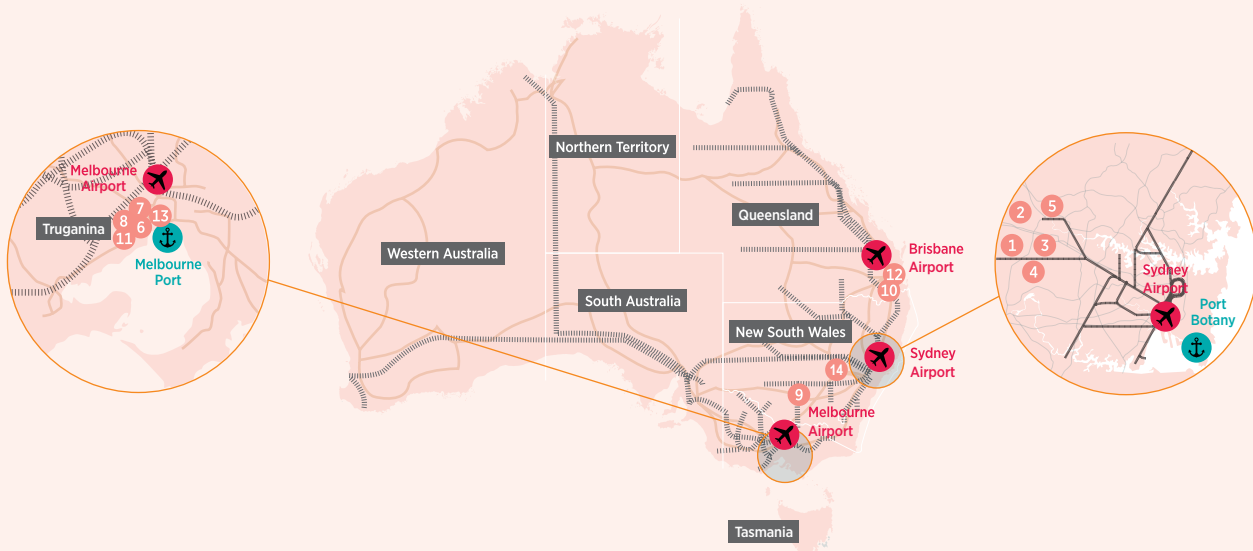 Melbourne
Airport
7
8
13
6
11
Truganina
Melbourne
Port
Northern Territory
Queensland
Western Australia
South Australia
New South Wales
Tasmania
Brisbane
Airport
12
10
Sydney
Airport
14
9
Melbourne
Airport
2
5
1
3
4
Sydney
Airport
Port
Botany